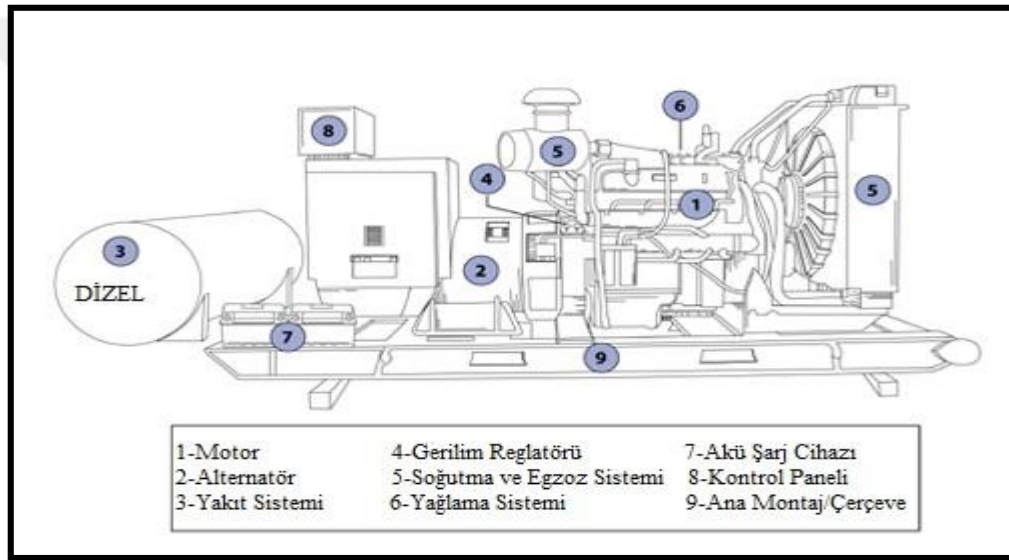 8
6
5
4
1
5
3
2
DİZEL
7
9
1-Motor 4-Gerilim Reglatörü 7-Akü Şarj Cihazı
2-Alternatör 5-Soğutma ve Egzoz Sistemi 8-Kontrol Paneli
3-Yakıt Sistemi 6-Yağlama Sistemi 9-Ana Montaj/Çerçeve